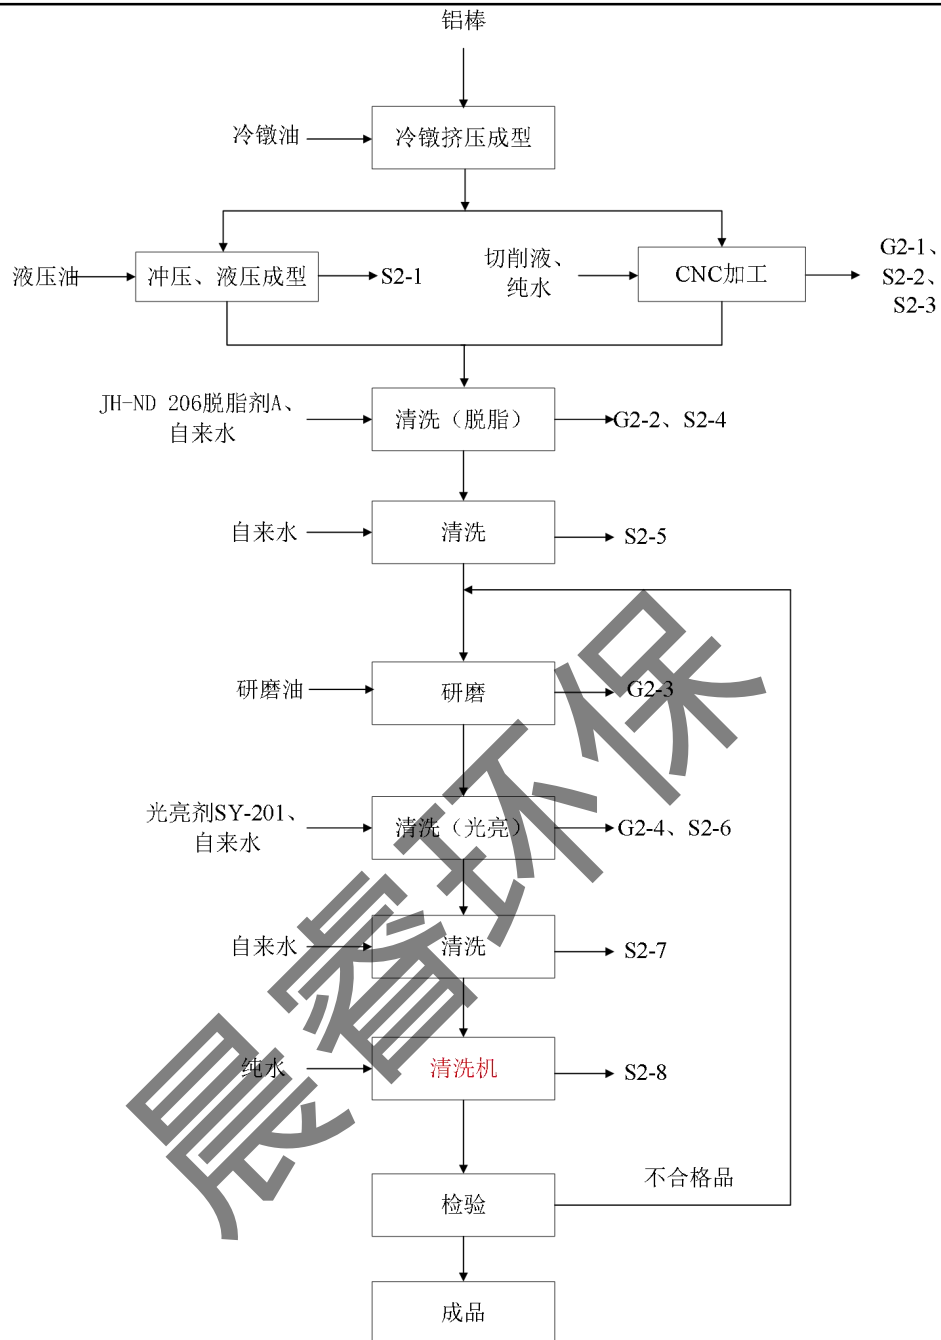 铝棒
冷镦油
冷镦挤压成型
液压油
冲压、液压成型
S2-1
切削液、
纯水
CNC加工
G2-1、
S2-2、
S2-3
JH-ND 206脱脂剂A、
自来水
清洗（脱脂）
G2-2、S2-4
自来水
清洗
S2-5
研磨油
研磨
G2-3
光亮剂SY-201、
自来水
清洗（光亮）
G2-4、S2-6
自来水
清洗
S2-7
纯水
清洗机
S2-8
不合格品
检验
成品
晨睿环保